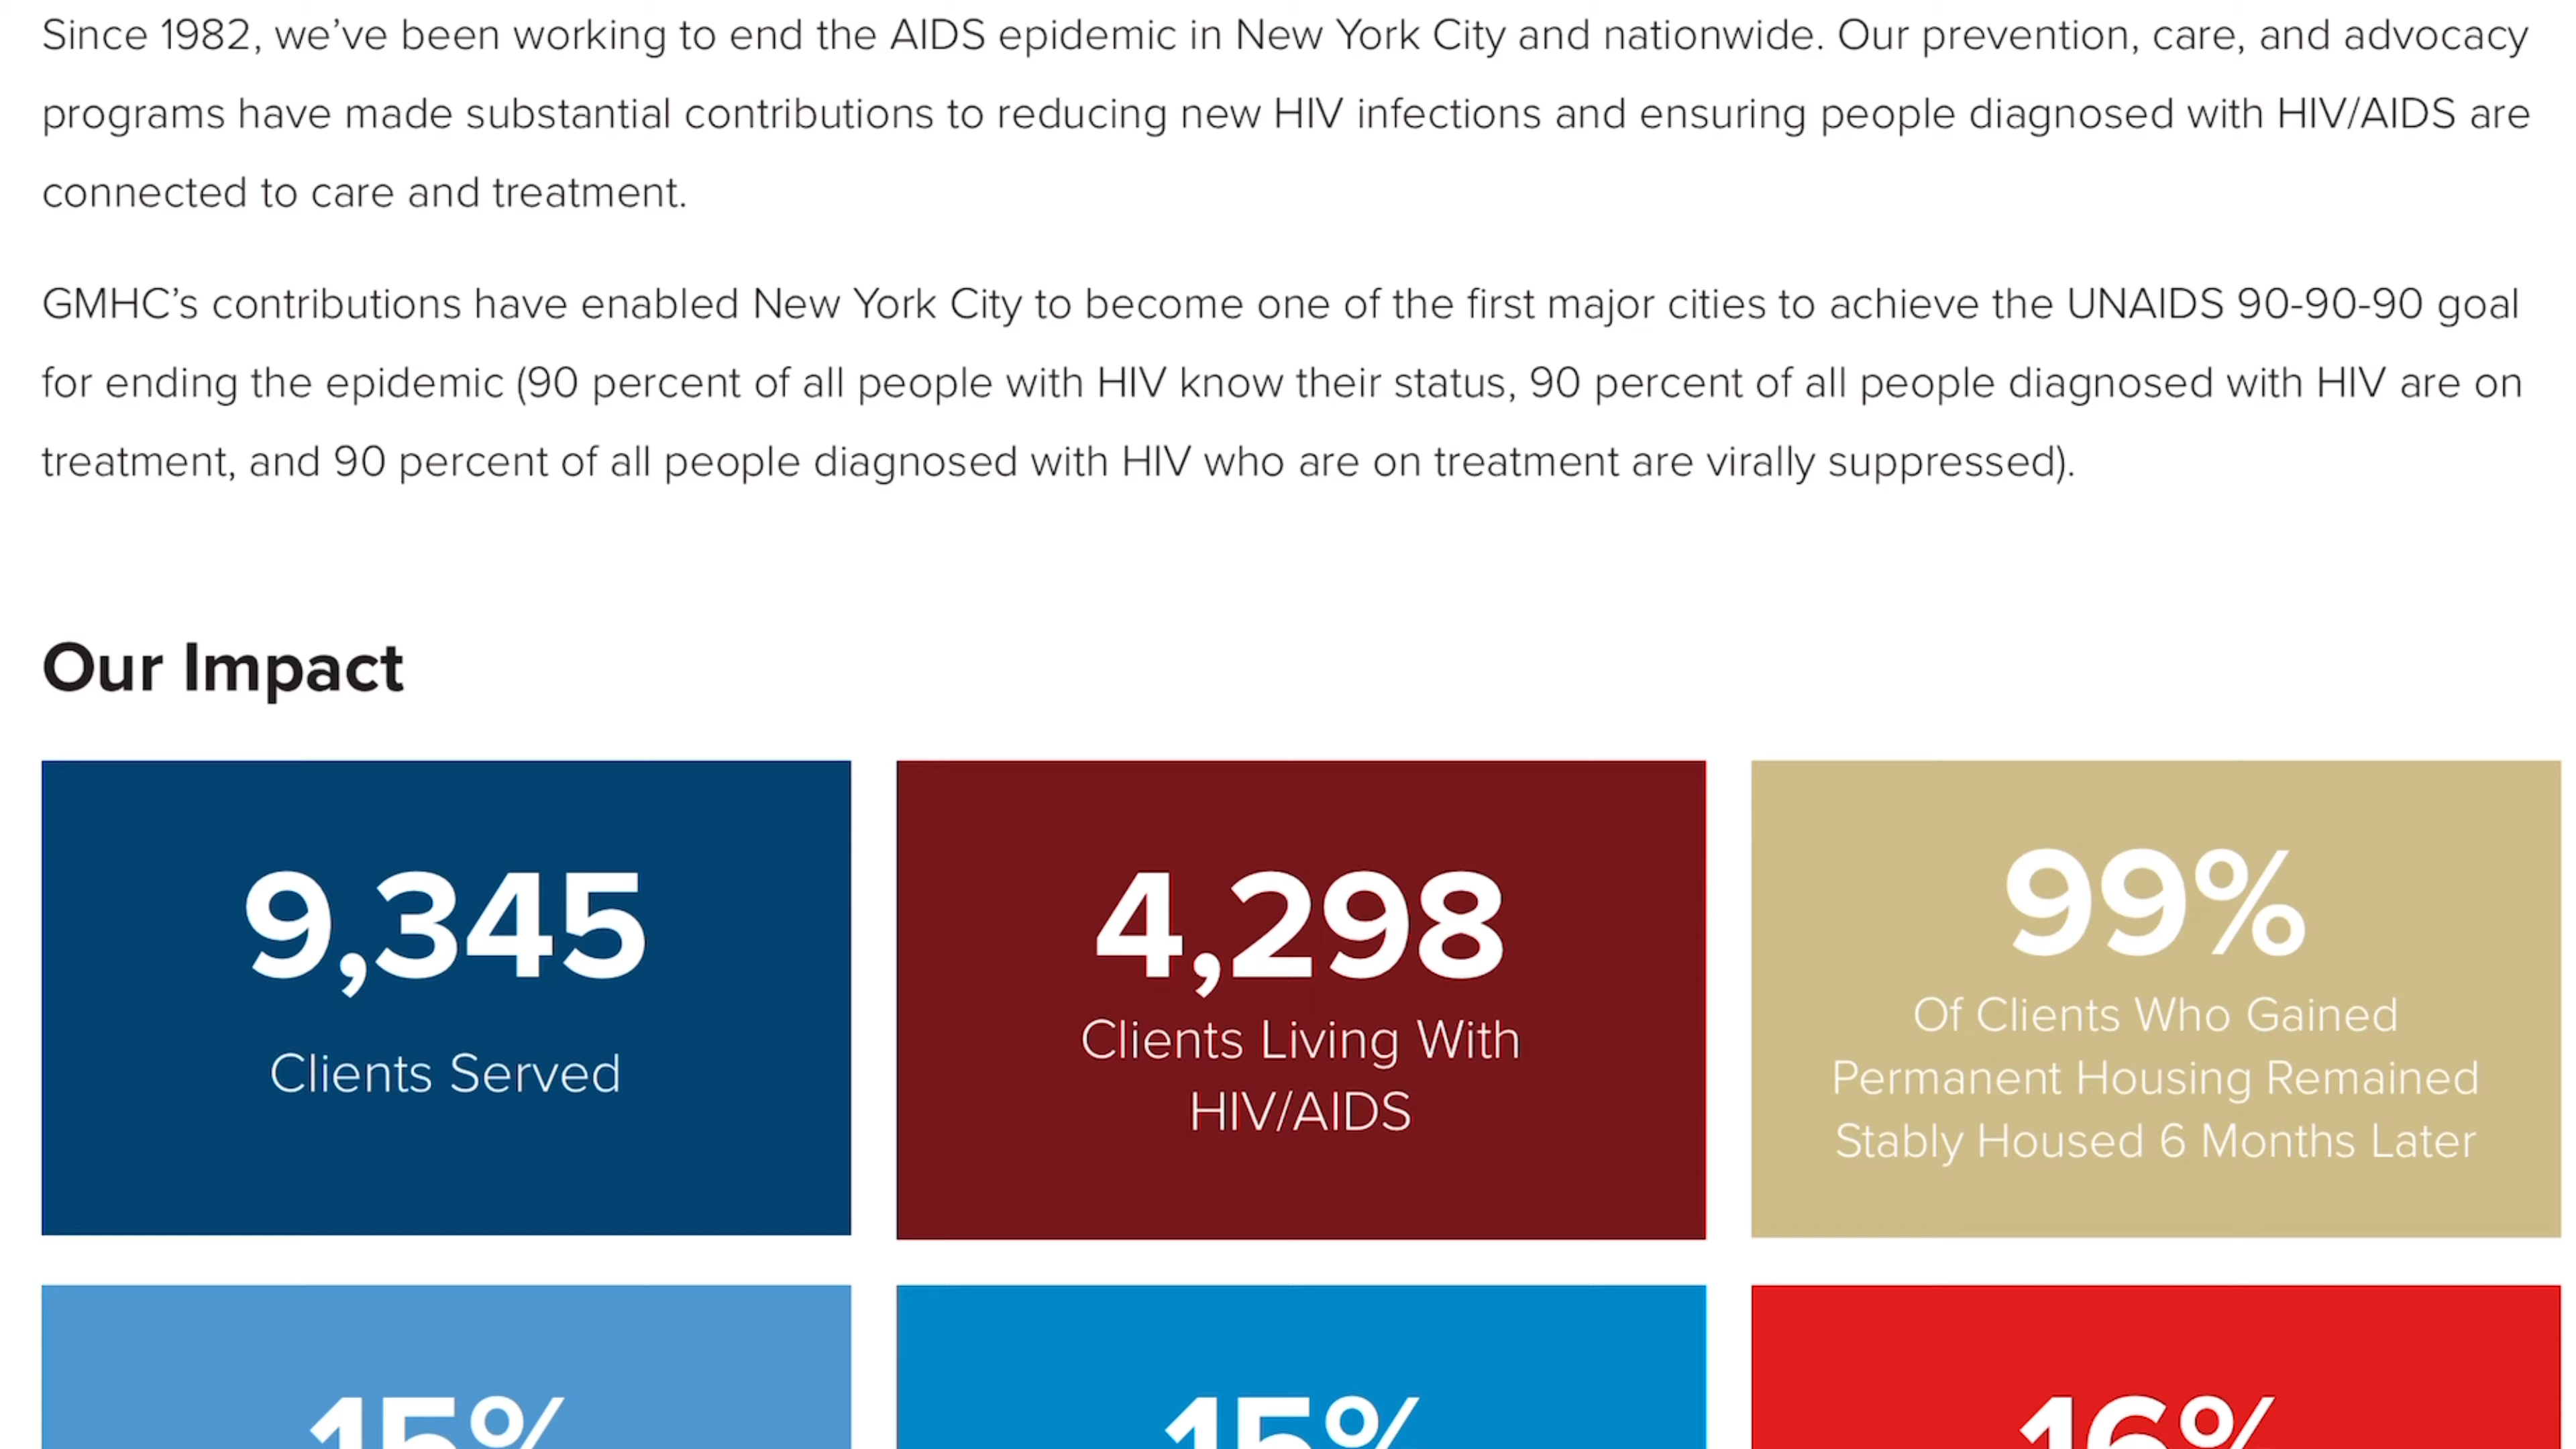 Since 1982, we’ve been working to end the AIDS epidemic in New York City and nationwide. Our prevention, care, and advocacy
programs have made substantial contributions to reducing new HIV infections and ensuring people diagnosed with HIV/AIDS are
connected to care and treatment.
GMHC’s contributions have enabled New York City to become one of the first major cities to achieve the UNAIDS 90-90-90 goal
for ending the epidemic (90 percent of all people with HIV know their status, 90 percent of all people diagnosed with HIV are on
treatment, and 90 percent of all people diagnosed with HIV who are on treatment are virally suppressed).
Our Impact
9,345
Clients Served
4,298
Clients Living With
HIV/AIDS
99%
Of Clients Who Gained
Permanent Housing Remained
Stably Housed 6 Months Later
15%
15%
16%